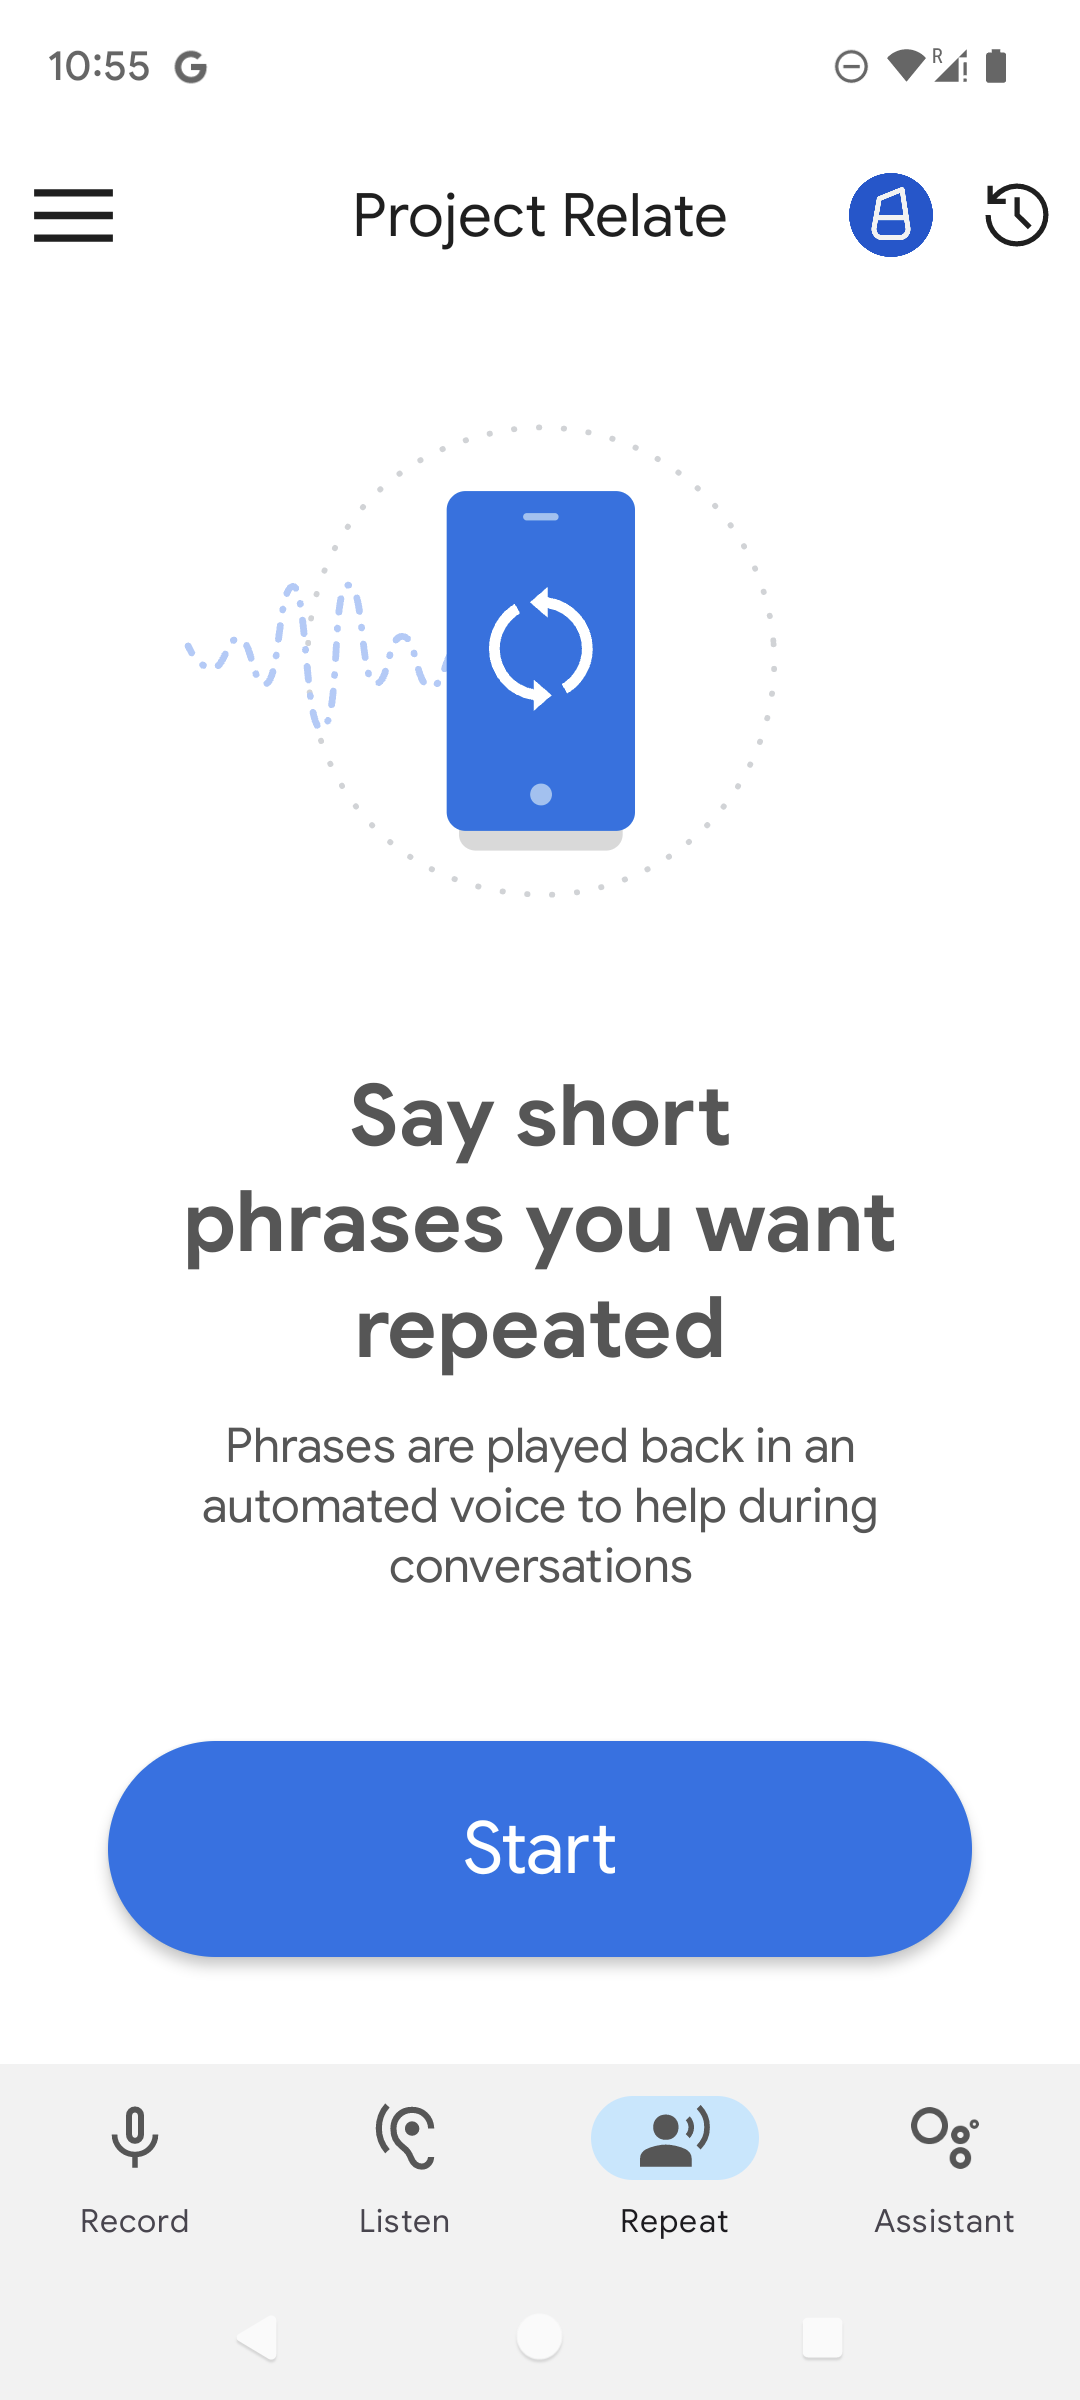 10:55
R
Project Relate
Say short
phrases you want
repeated
Phrases are played back in an
automated voice to help during
conversations
Start
Record
Listen
Repeat
Assistant